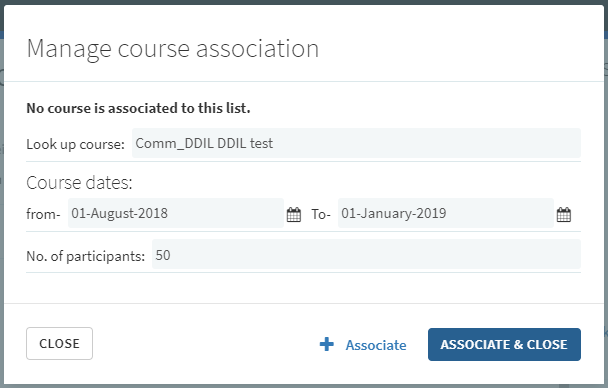 Manage course association
No course is associated to this list.
Look up course: Comm_DDIL DDIL test
Course dates:
from- 01-August-2018 To- 01-January-2019
No. of participants: 50
CLOSE + Associate ASSOCIATE & CLOSE